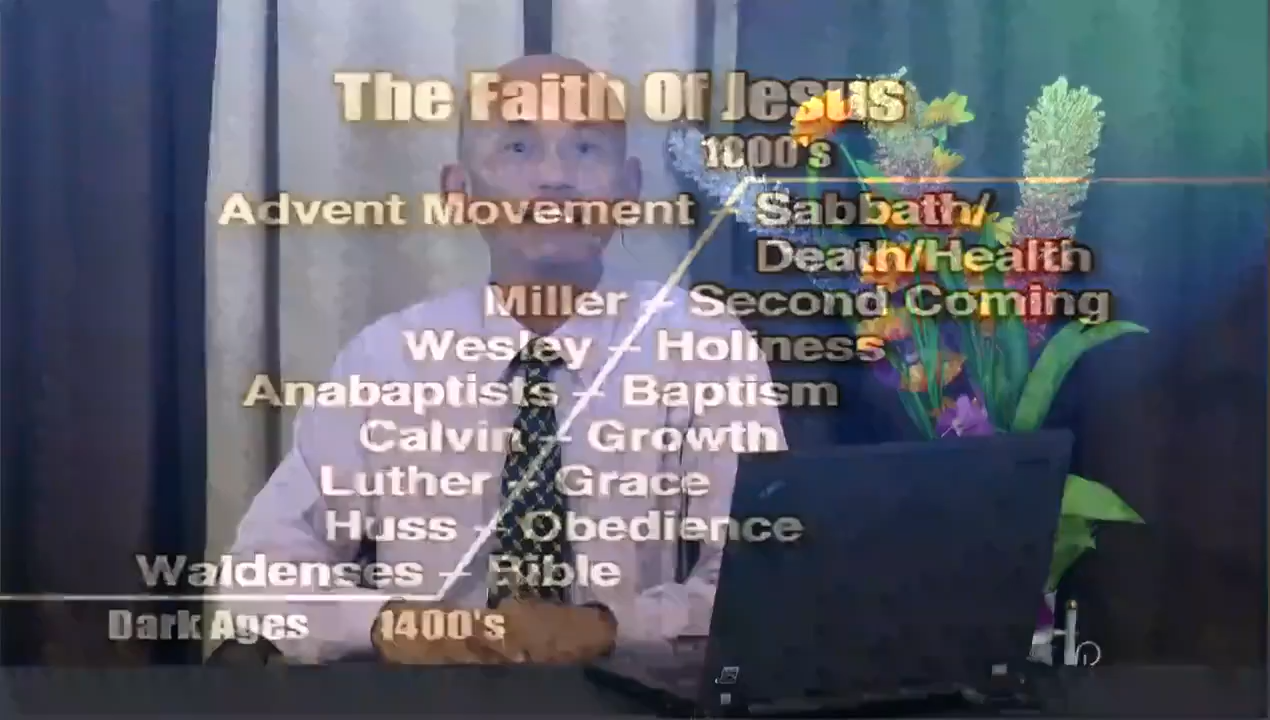 The Faith Of Jesus
1800's
Advent Movement – Sabbath/
Death/Health
Miller – Second Coming
Wesley – Holiness
Anabaptists – Baptism
Calvin – Growth
Luther – Grace
Huss – Obedience
Waldenses – Bible
Dark Ages 1400's